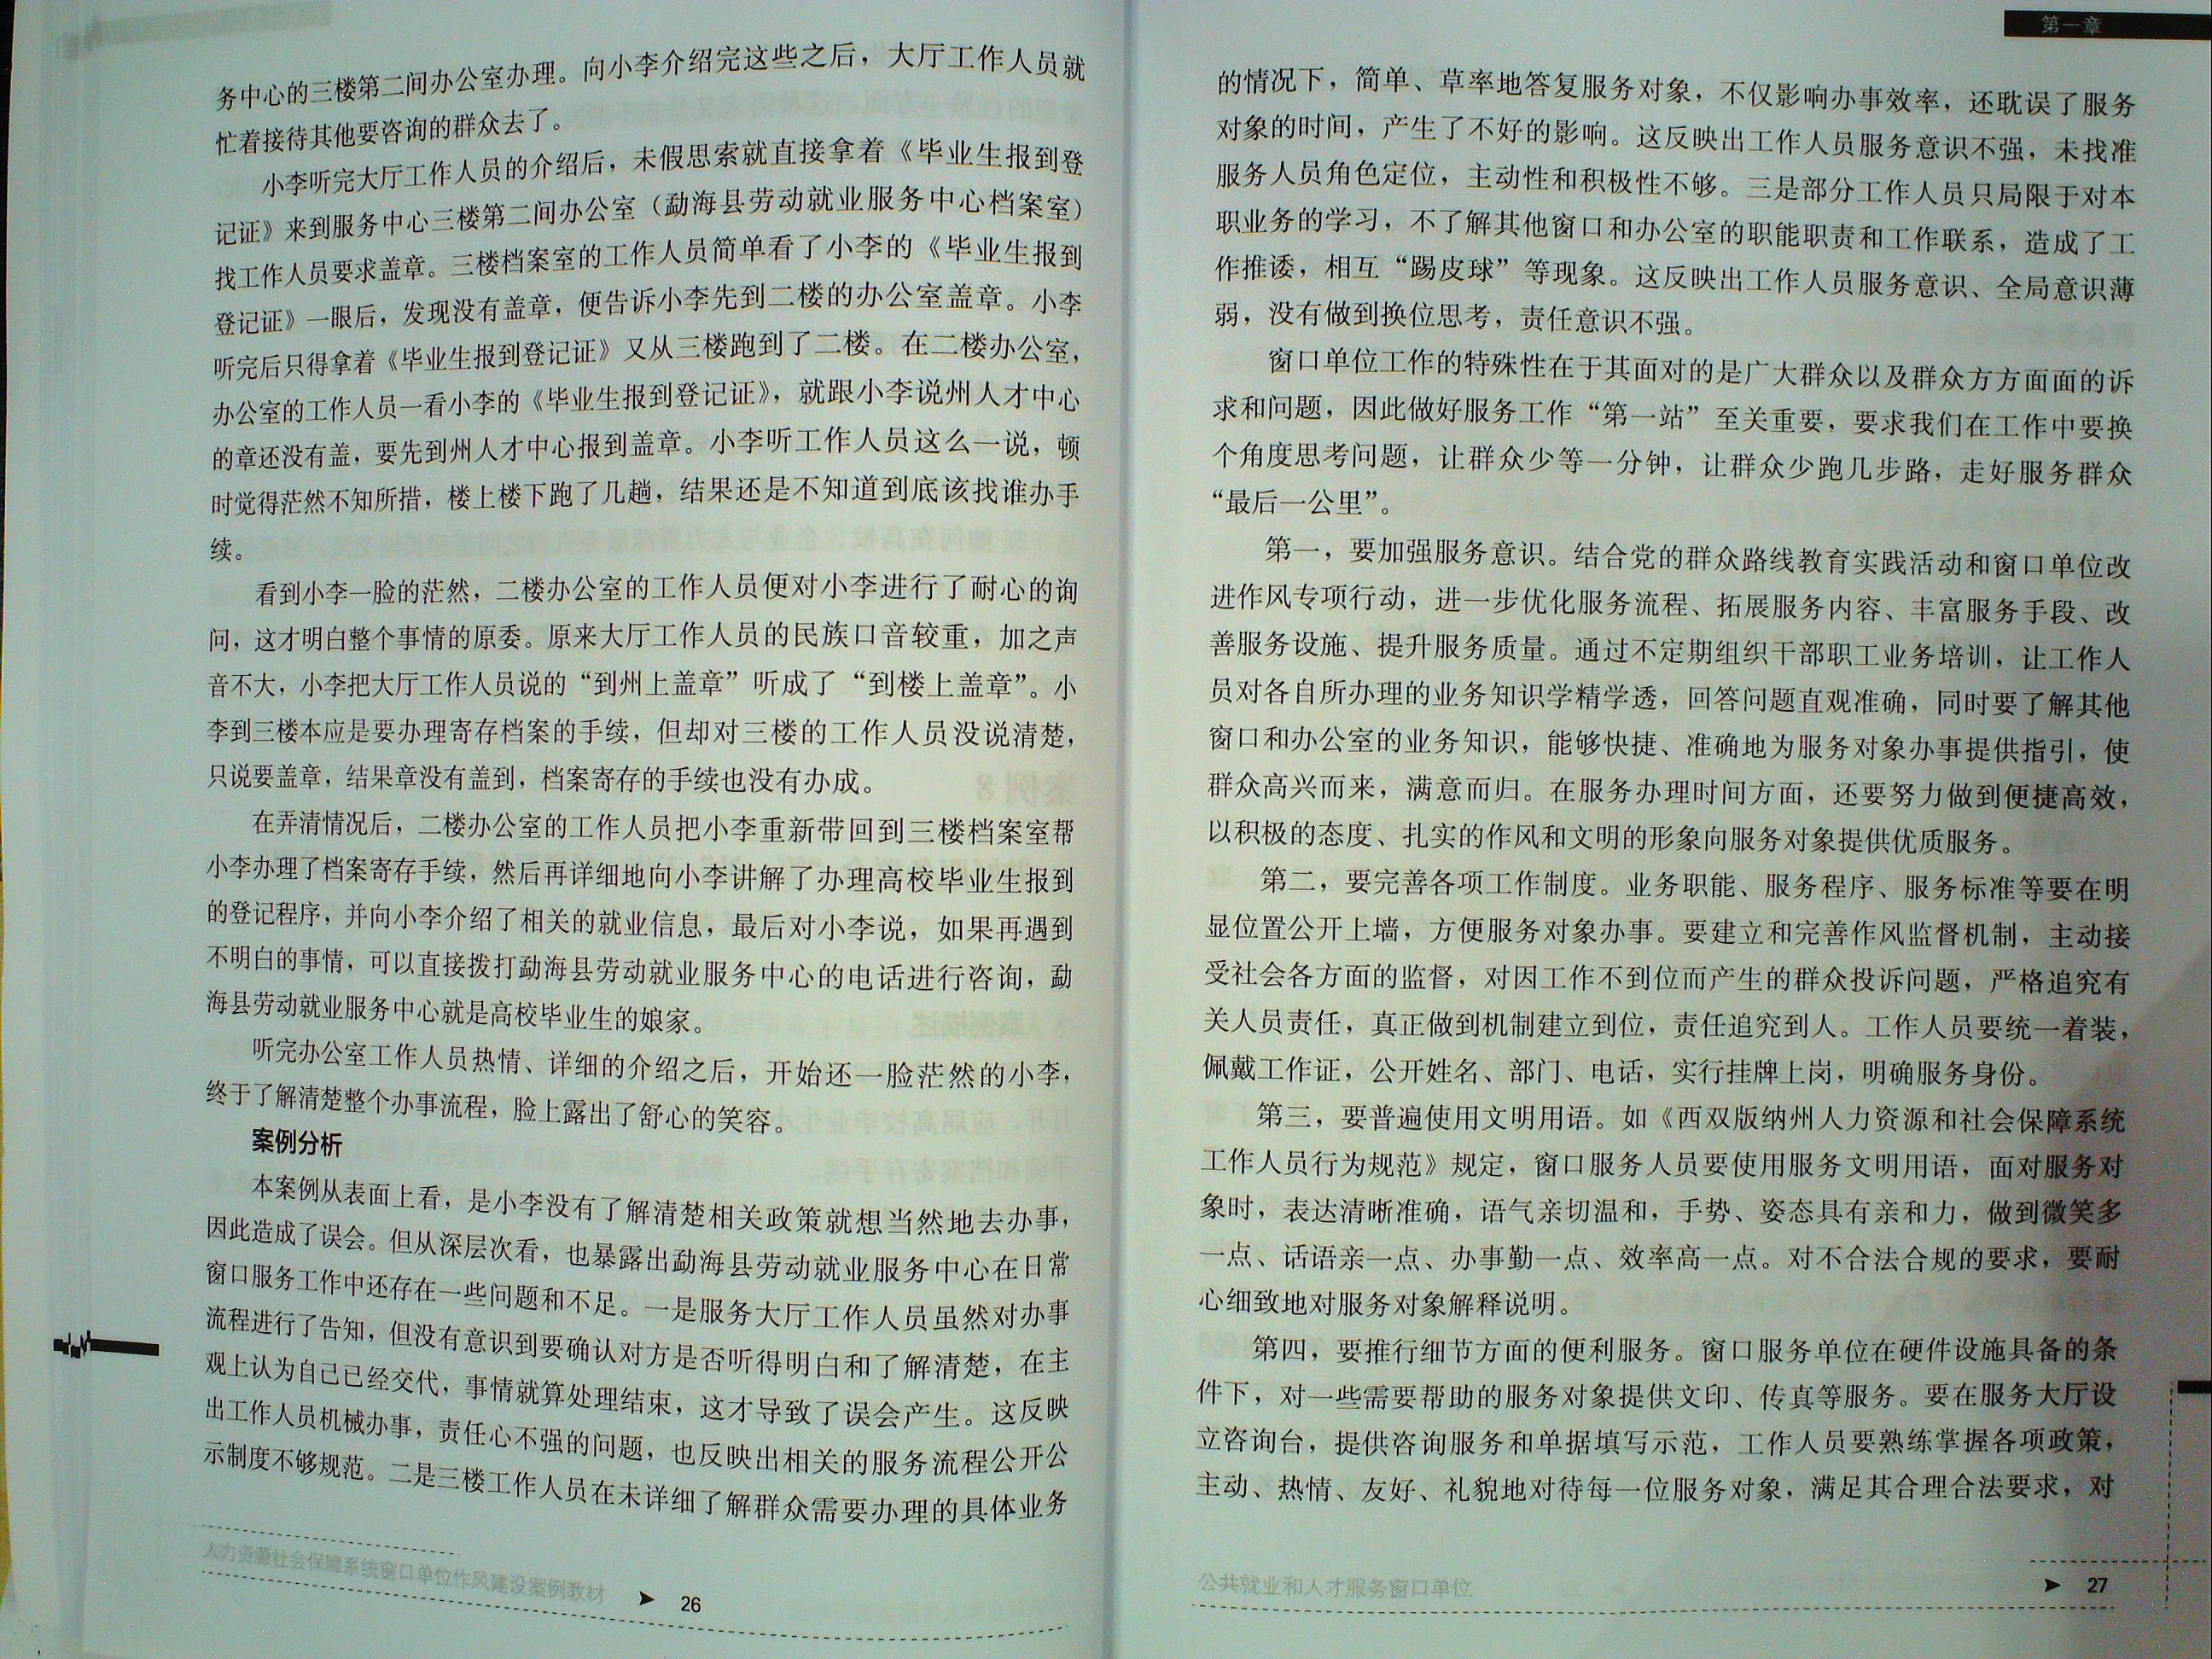 务中心的三楼第二间办公室办理。向小李介绍完这些之后，大厅工作人员就
忙着接待其他要咨询的群众去了。
小李听完大厅工作人员的介绍后，未假思索就直接拿着《毕业生报到登
记证》来到服务中心三楼第二间办公室（勐海县劳动就业服务中心档案室）
找工作人员要求盖章。三楼档案室的工作人员简单看了小李的《毕业生报到
登记证》一眼后，发现没有盖章，便告诉小李先到二楼的办公室盖章。小李
听完后只得拿着《毕业生报到登记证》又从三楼跑到了二楼。在二楼办公室，
办公室的工作人员一看小李的《毕业生报到登记证》，就跟小李说州人才中心
的章还没有盖，要先到州人才中心报到盖章。小李听工作人员这么一说，顿
时觉得茫然不知所措，楼上楼下跑了几趟，结果还是不知道到底该找谁办手
续。
看到小李一脸的茫然，二楼办公室的工作人员便对小李进行了耐心的询
问，这才明白整个事情的原委。原来大厅工作人员的民族口音较重，加之声
音不大，小李把大厅工作人员说的“到州上盖章”听成了“到楼上盖章”。小
李到三楼本应是要办理寄存档案的手续，但却对三楼的工作人员没说清楚，
只说要盖章，结果章没有盖到，档案寄存的手续也没有办成。
在弄清情况后，二楼办公室的工作人员把小李重新带回到三楼档案室帮
小李办理了档案寄存手续，然后再详细地向小李讲解了办理高校毕业生报到
的登记程序，并向小李介绍了相关的就业信息，最后对小李说，如果再遇到
不明白的事情，可以直接拨打勐海县劳动就业服务中心的电话进行咨询，勐
海县劳动就业服务中心就是高校毕业生的娘家。
听完办公室工作人员热情、详细的介绍之后，开始还一脸茫然的小李，
终于了解清楚整个办事流程，脸上露出了舒心的笑容。
案例分析
本案例从表面上看，是小李没有了解清楚相关政策就想当然地去办事，
因此造成了误会。但从深层次看，也暴露出勐海县劳动就业服务中心在日常
窗口服务工作中还存在一些问题和不足。一是服务大厅工作人员虽然对办事
流程进行了告知，但没有意识到要确认对方是否听得明白和了解清楚，在主
观上认为自己已经交代，事情就算处理结束，这才导致了误会产生。这反映
出工作人员机械办事，责任心不强的问题，也反映出相关的服务流程公开公
示制度不够规范。二是三楼工作人员在未详细了解群众需要办理的具体业务
人力资源社会保障系统窗口单位作风建设案例教材
26
第一章
的情况下，简单、草率地答复服务对象，不仅影响办事效率，还耽误了服务
对象的时间，产生了不好的影响。这反映出工作人员服务意识不强，未找准
服务人员角色定位，主动性和积极性不够。三是部分工作人员只局限于对本
职业务的学习，不了解其他窗口和办公室的职能职责和工作联系，造成了工
作推诿，相互“踢皮球”等现象。这反映出工作人员服务意识、全局意识薄
弱，没有做到换位思考，责任意识不强。
窗口单位工作的特殊性在于其面对的是广大群众以及群众方方面面的诉
求和问题，因此做好服务工作“第一站”至关重要，要求我们在工作中要换
个角度思考问题，让群众少等一分钟，让群众少跑几步路，走好服务群众
“最后一公里”。
第一，要加强服务意识。结合党的群众路线教育实践活动和窗口单位改
进作风专项行动，进一步优化服务流程、拓展服务内容、丰富服务手段、改
善服务设施、提升服务质量。通过不定期组织干部职工业务培训，让工作人
员对各自所办理的业务知识学精学透，回答问题直观准确，同时要了解其他
窗口和办公室的业务知识，能够快捷、准确地为服务对象办事提供指引，使
群众高兴而来，满意而归。在服务办理时间方面，还要努力做到便捷高效，
以积极的态度、扎实的作风和文明的形象向服务对象提供优质服务。
第二，要完善各项工作制度。业务职能、服务程序、服务标准等要在明
显位置公开上墙，方便服务对象办事。要建立和完善作风监督机制，主动接
受社会各方面的监督，对因工作不到位而产生的群众投诉问题，严格追究有
关人员责任，真正做到机制建立到位，责任追究到人。工作人员要统一着装，
佩戴工作证，公开姓名、部门、电话，实行挂牌上岗，明确服务身份。
第三，要普遍使用文明用语。如《西双版纳州人力资源和社会保障系统
工作人员行为规范》规定，窗口服务人员要使用服务文明用语，面对服务对
象时，表达清晰准确，语气亲切温和，手势、姿态具有亲和力，做到微笑多
一点、话语亲一点、办事勤一点、效率高一点。对不合法合规的要求，要耐
心细致地对服务对象解释说明。
第四，要推行细节方面的便利服务。窗口服务单位在硬件设施具备的条
件下，对一些需要帮助的服务对象提供文印、传真等服务。要在服务大厅设
立咨询台，提供咨询服务和单据填写示范，工作人员要熟练掌握各项政策，
主动、热情、友好、礼貌地对待每一位服务对象，满足其合理合法要求，对
公共就业和人才服务窗口单位
27